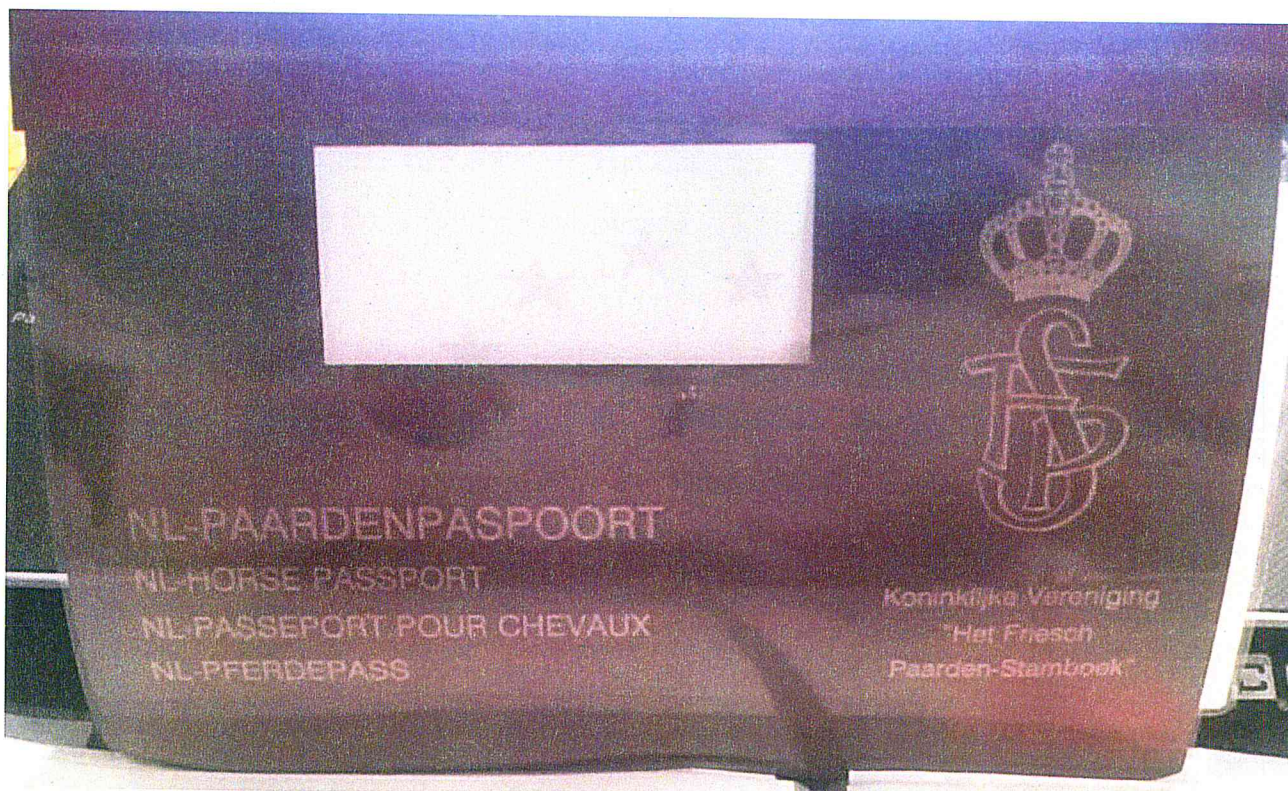 NL-PAARDENPASPOORT
NL-HORSE PASSPORT
NL-PASSEPORT POUR CHEVAUX
NL-PFERDEPASS
Koninklijke Vereniging
"Het Friesch
Paarden-Stamboek"